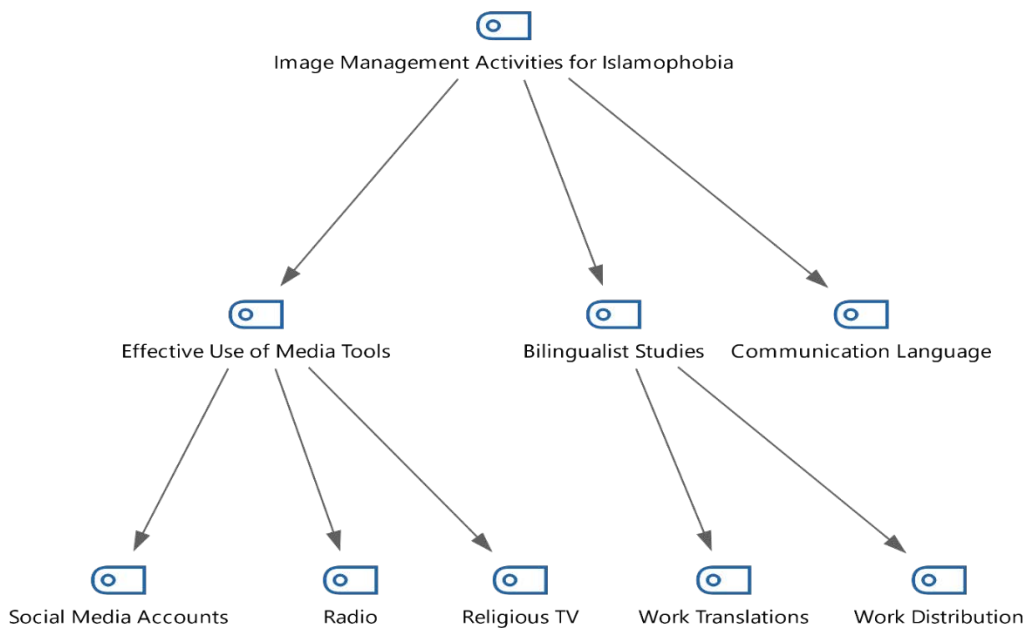 Image Management Activities for Islamophobia
Effective Use of Media Tools
Bilingualist Studies
Communication Language
Social Media Accounts
Radio
Religious TV
Work Translations
Work Distribution